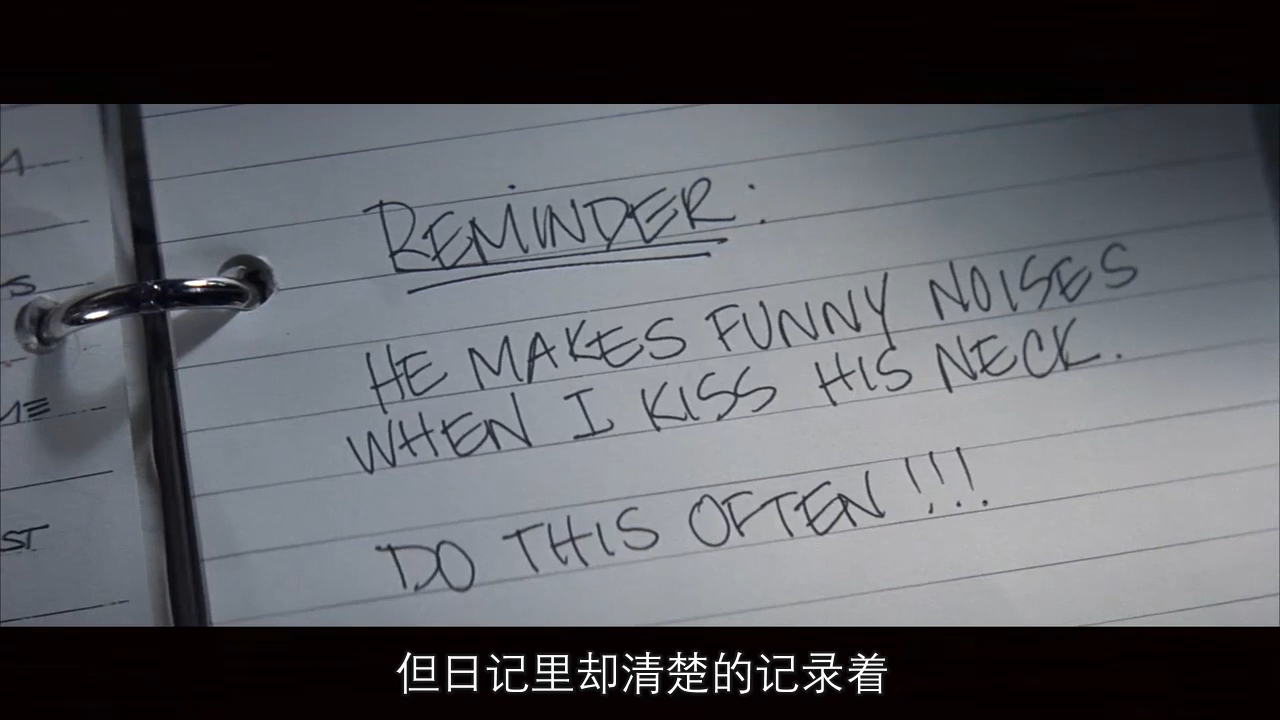 REMINDER:
HE MAKES FUNNY NOISES
WHEN I KISS HIS NECK.
DO THIS OFTEN!!!
ST
但日记里却清楚的记录着